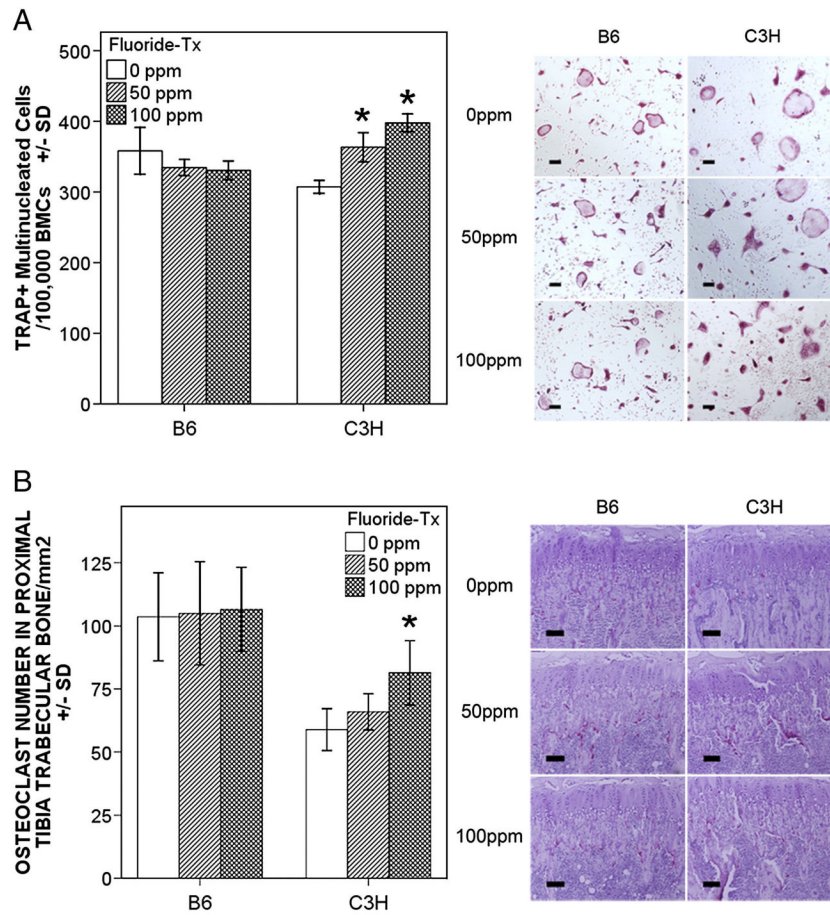 A
TRAP+ Multinucleated Cells
/100,000 BMCs +/- SD
500
400
300
200
100
0
Fluoride-Tx
0 ppm
50 ppm
100 ppm
*
*
B6
C3H
B6
C3H
0ppm
50ppm
100ppm
B
OSTEOCLAST NUMBER IN PROXIMAL
TIBIA TRABECULAR BONE/mm2
+/- SD
125
100
75
50
25
0
Fluoride-Tx
0 ppm
50 ppm
100 ppm
*
B6
C3H
B6
C3H
0ppm
50ppm
100ppm